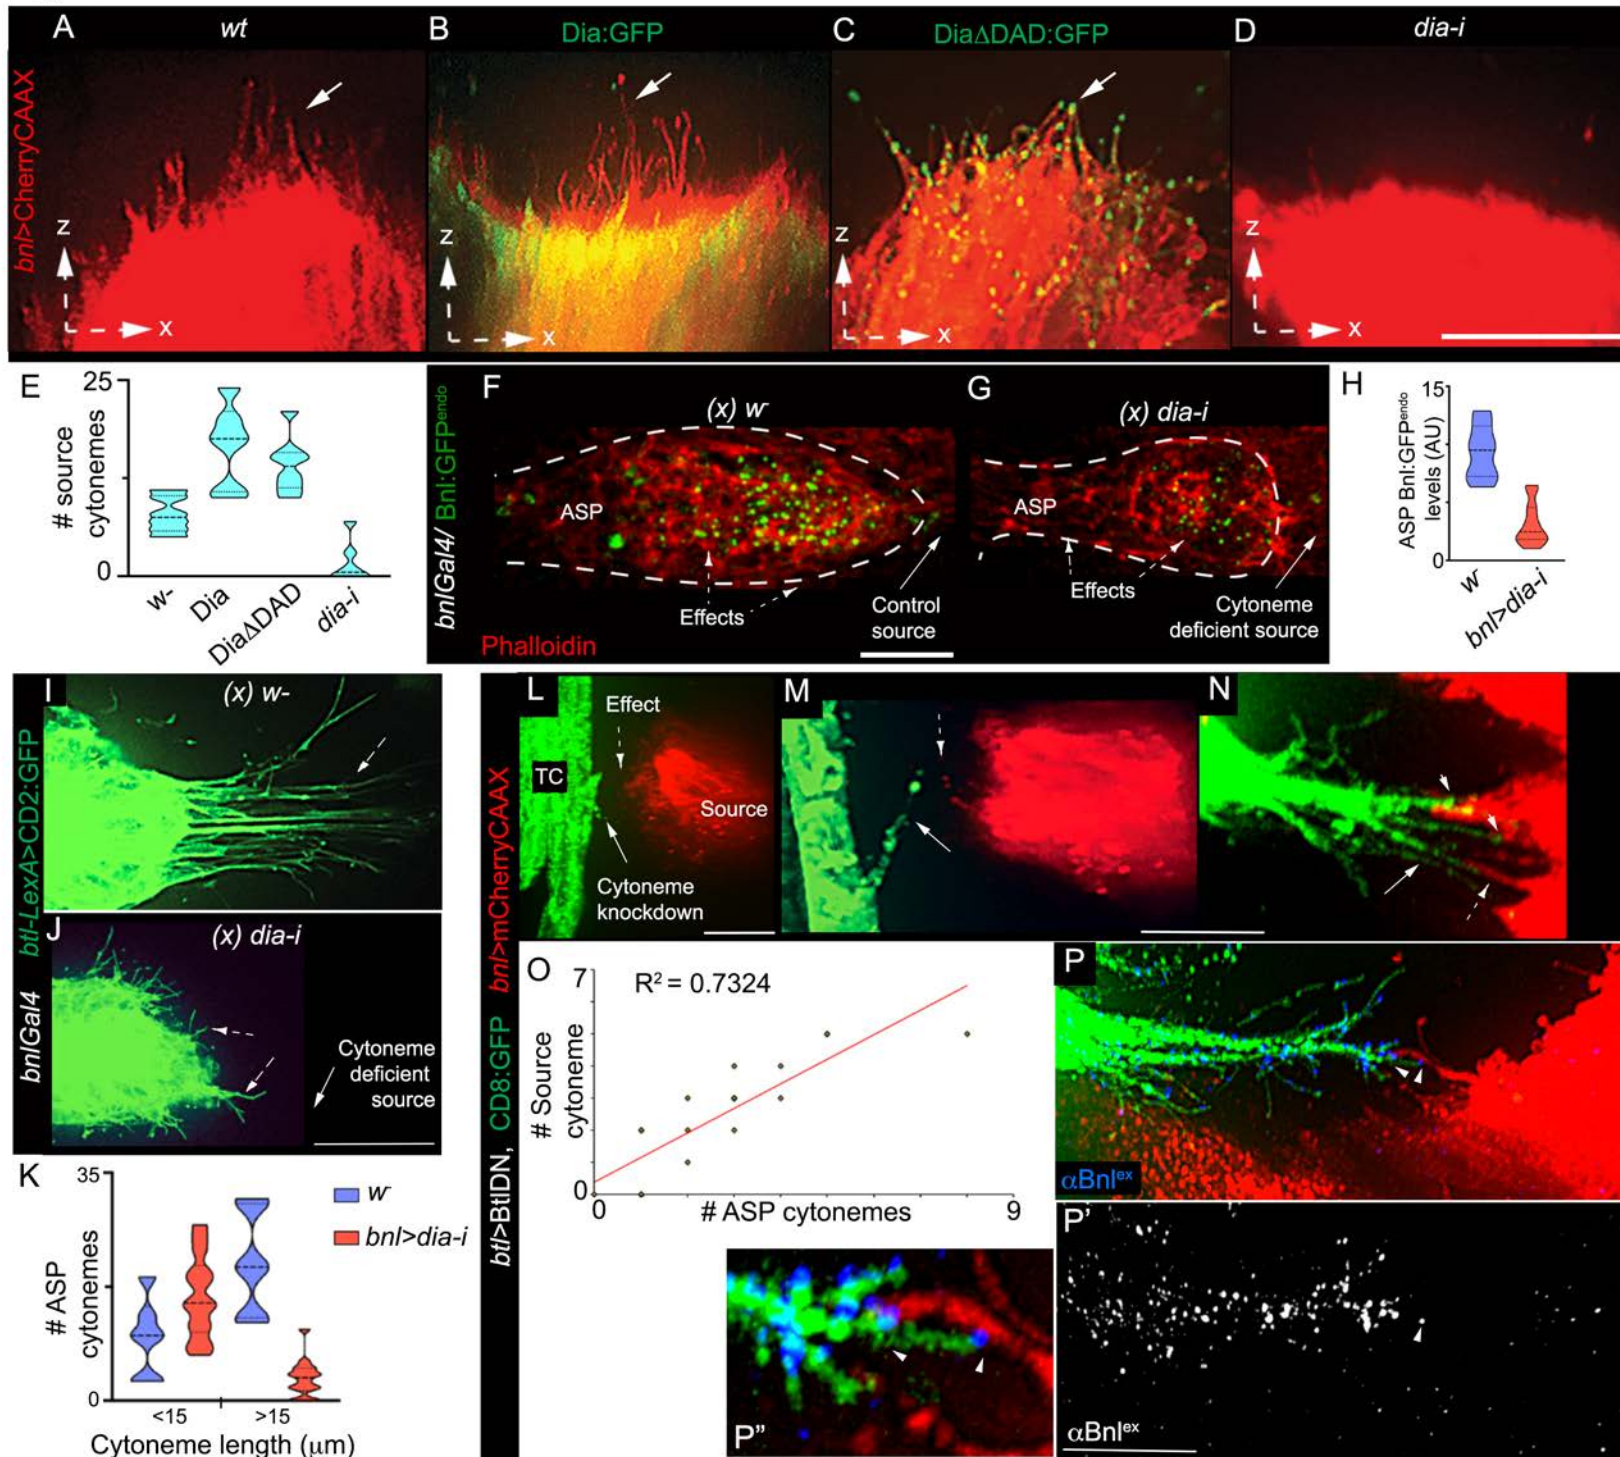 A
wt
B
Dia:GFP
C
DiaΔDAD:GFP
D
dia-i
bnl>CherryCAAX
z
x
z
x
z
x
z
x
E
25
# source
cytonemes
0
w-
Dia
DiaΔDAD
dia-i
bnlGal4/ Bnl:GFPendo
F
(x) w-
ASP
Effects
Control
source
Phalloidin
G
(x) dia-i
ASP
Effects
Cytoneme
deficient source
H
15
ASP Bnl:GFPendo
levels (AU)
0
w-
bnl>dia-i
btl-LexA>CD2:GFP
bnlGal4
I
(x) w-
J
(x) dia-i
Cytoneme
deficient
source
K
35
# ASP
cytonemes
0
w-
bnl>dia-i
<15
>15
Cytoneme length (μm)
btl>BtlDN, CD8:GFP bnl>mCherryCAAX
L
Effect
TC
Source
Cytoneme
knockdown
M
N
O
7
R² = 0.7324
# Source
cytoneme
0
0
# ASP cytonemes
9
P
αBnlex
P'
αBnlex
P"